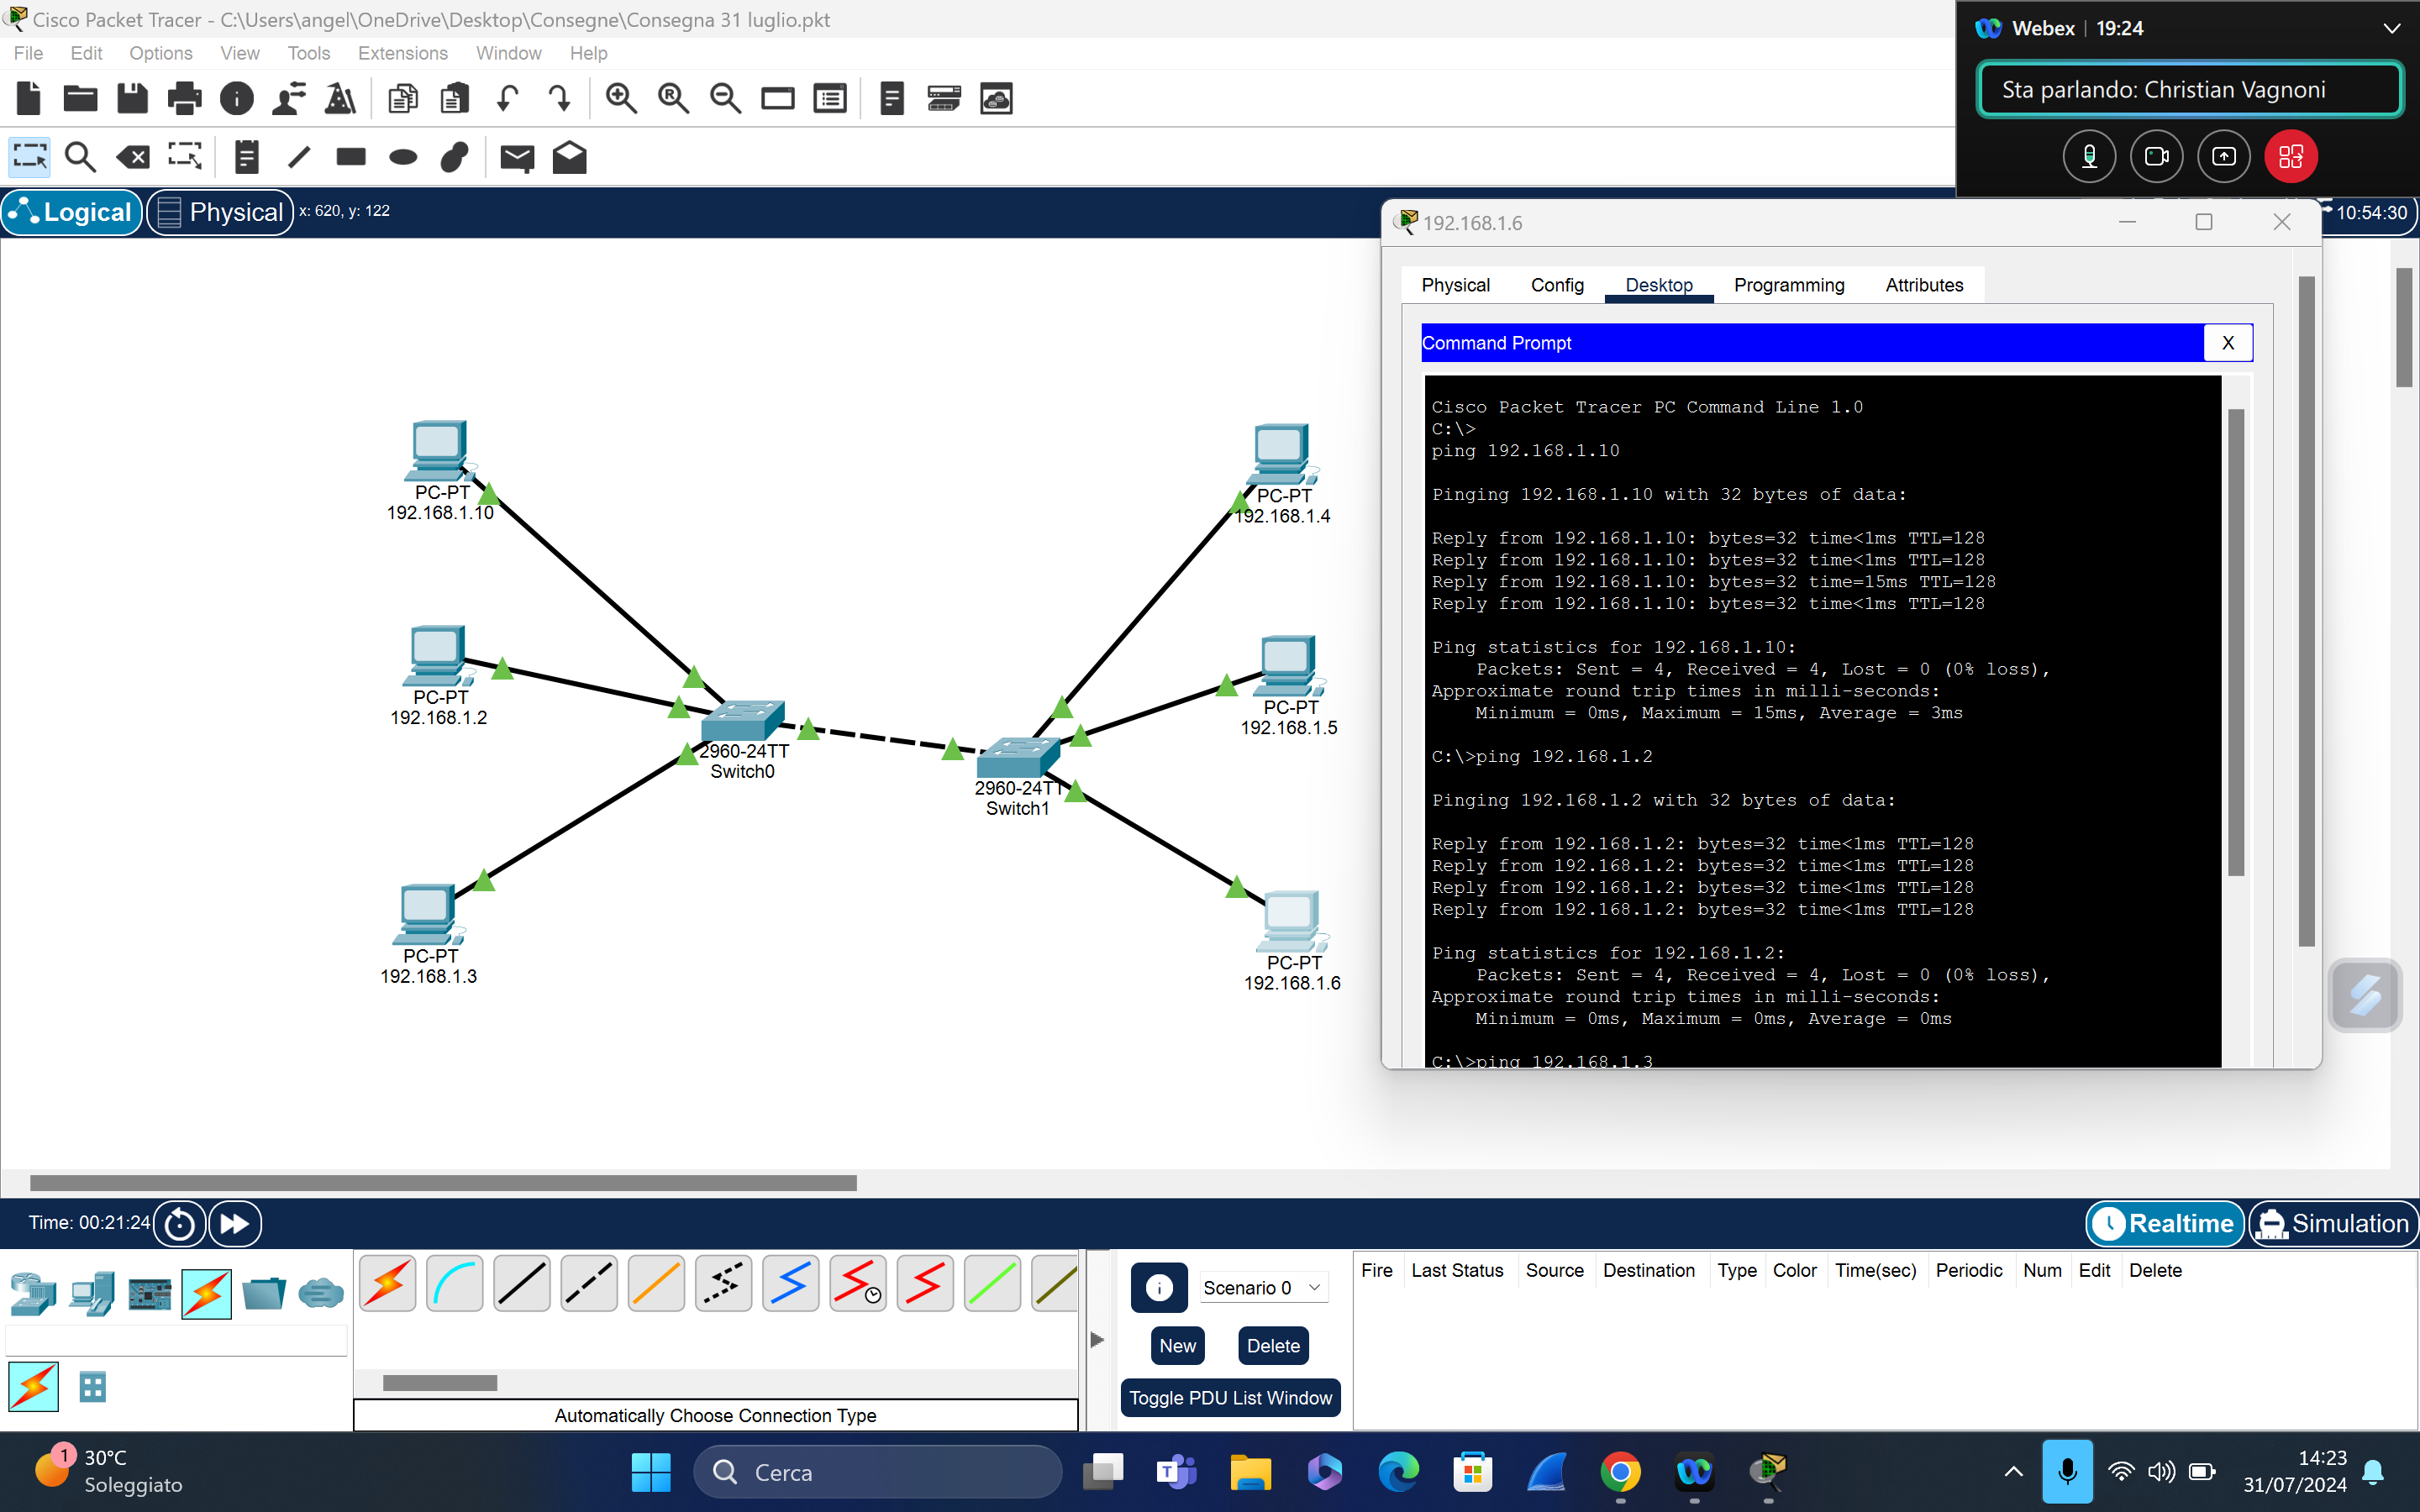 Cisco Packet Tracer - C:\Users\angel\OneDrive\Desktop\Consegne\Consegna 31 luglio.pkt
File Edit Options View Tools Extensions Window Help
Webex | 19:24
Sta parlando: Christian Vagnoni
Logical Physical x: 620, y: 122
10:54:30
PC-PT
192.168.1.10
PC-PT
192.168.1.2
PC-PT
192.168.1.3
2960-24TT
Switch0
2960-24TT
Switch1
PC-PT
192.168.1.4
PC-PT
192.168.1.5
PC-PT
192.168.1.6
192.168.1.6
Physical Config Desktop Programming Attributes
Command Prompt X
Cisco Packet Tracer PC Command Line 1.0
C:\>
ping 192.168.1.10
Pinging 192.168.1.10 with 32 bytes of data:
Reply from 192.168.1.10: bytes=32 time<1ms TTL=128
Reply from 192.168.1.10: bytes=32 time<1ms TTL=128
Reply from 192.168.1.10: bytes=32 time=15ms TTL=128
Reply from 192.168.1.10: bytes=32 time<1ms TTL=128
Ping statistics for 192.168.1.10:
Packets: Sent = 4, Received = 4, Lost = 0 (0% loss),
Approximate round trip times in milli-seconds:
Minimum = 0ms, Maximum = 15ms, Average = 3ms
C:\>ping 192.168.1.2
Pinging 192.168.1.2 with 32 bytes of data:
Reply from 192.168.1.2: bytes=32 time<1ms TTL=128
Reply from 192.168.1.2: bytes=32 time<1ms TTL=128
Reply from 192.168.1.2: bytes=32 time<1ms TTL=128
Reply from 192.168.1.2: bytes=32 time<1ms TTL=128
Ping statistics for 192.168.1.2:
Packets: Sent = 4, Received = 4, Lost = 0 (0% loss),
Approximate round trip times in milli-seconds:
Minimum = 0ms, Maximum = 0ms, Average = 0ms
C:\>ping 192.168.1.3
Time: 00:21:24
Realtime Simulation
Automatically Choose Connection Type
Scenario 0
New Delete
Toggle PDU List Window
Fire Last Status Source Destination Type Color Time(sec) Periodic Num Edit Delete
1
30°C
Soleggiato
Cerca
14:23
31/07/2024